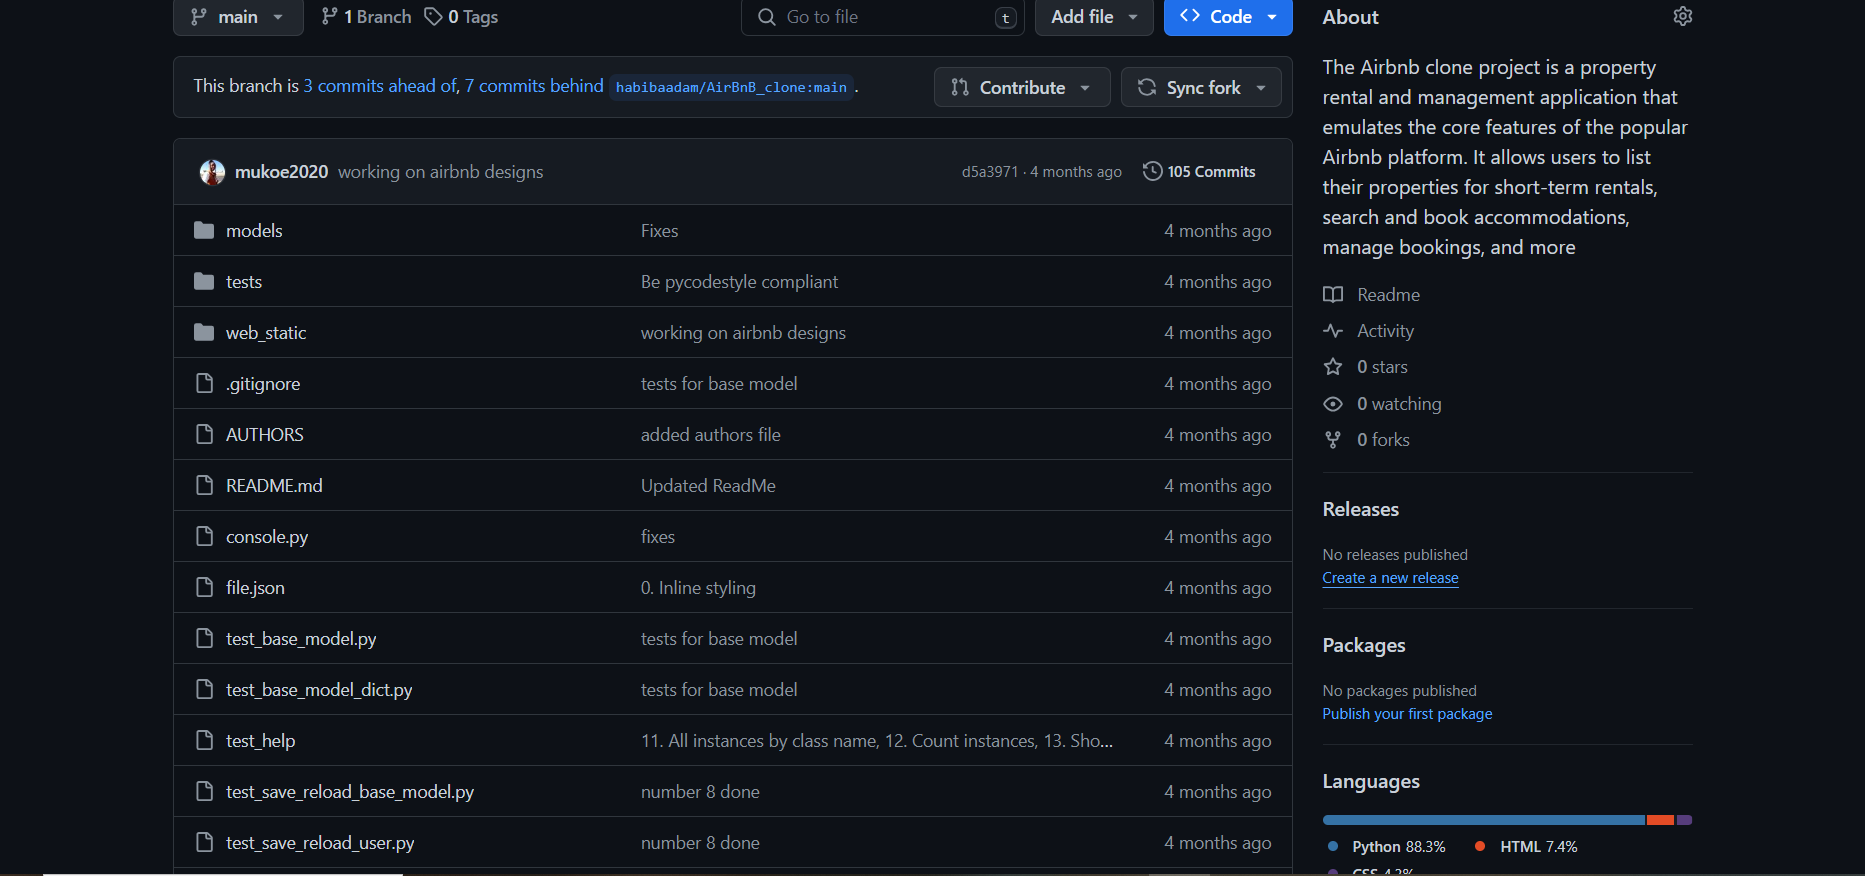 main
1 Branch
0 Tags
Go to file
t
Add file
Code
This branch is 3 commits ahead of, 7 commits behind habibaadam/AirBnB_clone:main .
Contribute
Sync fork
mukoe2020 working on airbnb designs
d5a3971 · 4 months ago
105 Commits
models Fixes 4 months ago
tests Be pycodestyle compliant 4 months ago
web_static working on airbnb designs 4 months ago
.gitignore tests for base model 4 months ago
AUTHORS added authors file 4 months ago
README.md Updated ReadMe 4 months ago
console.py fixes 4 months ago
file.json 0. Inline styling 4 months ago
test_base_model.py tests for base model 4 months ago
test_base_model_dict.py tests for base model 4 months ago
test_help 11. All instances by class name, 12. Count instances, 13. Sho... 4 months ago
test_save_reload_base_model.py number 8 done 4 months ago
test_save_reload_user.py number 8 done 4 months ago
About
The Airbnb clone project is a property
rental and management application that
emulates the core features of the popular
Airbnb platform. It allows users to list
their properties for short-term rentals,
search and book accommodations,
manage bookings, and more
Readme
Activity
0 stars
0 watching
0 forks
Releases
No releases published
Create a new release
Packages
No packages published
Publish your first package
Languages
Python 88.3%
HTML 7.4%
CSS 4.3%